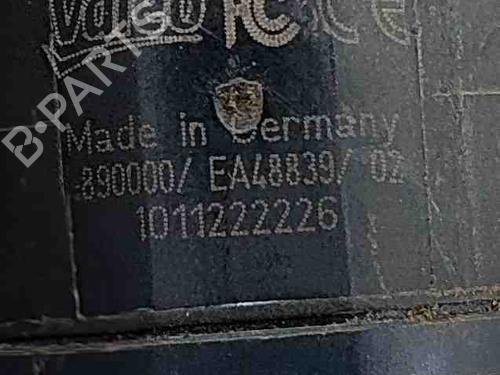 Valeo
B-PARTS
Made in Germany
890000/ EA48839/ 02
1011222226